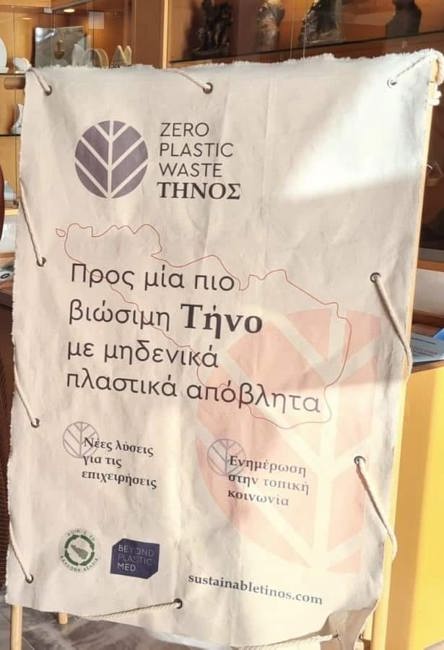 ZERO
PLASTIC
WASTE
ΤΗΝΟΣ
Προς μία πιο
βιώσιμη Τήνο
με μηδενικά
πλαστικά απόβλητα
Νέες λύσεις
για τις
επιχειρήσεις
Ενημέρωση
στην τοπική
κοινωνία
BEYOND
PLASTIC
MED
sustainabletinos.com